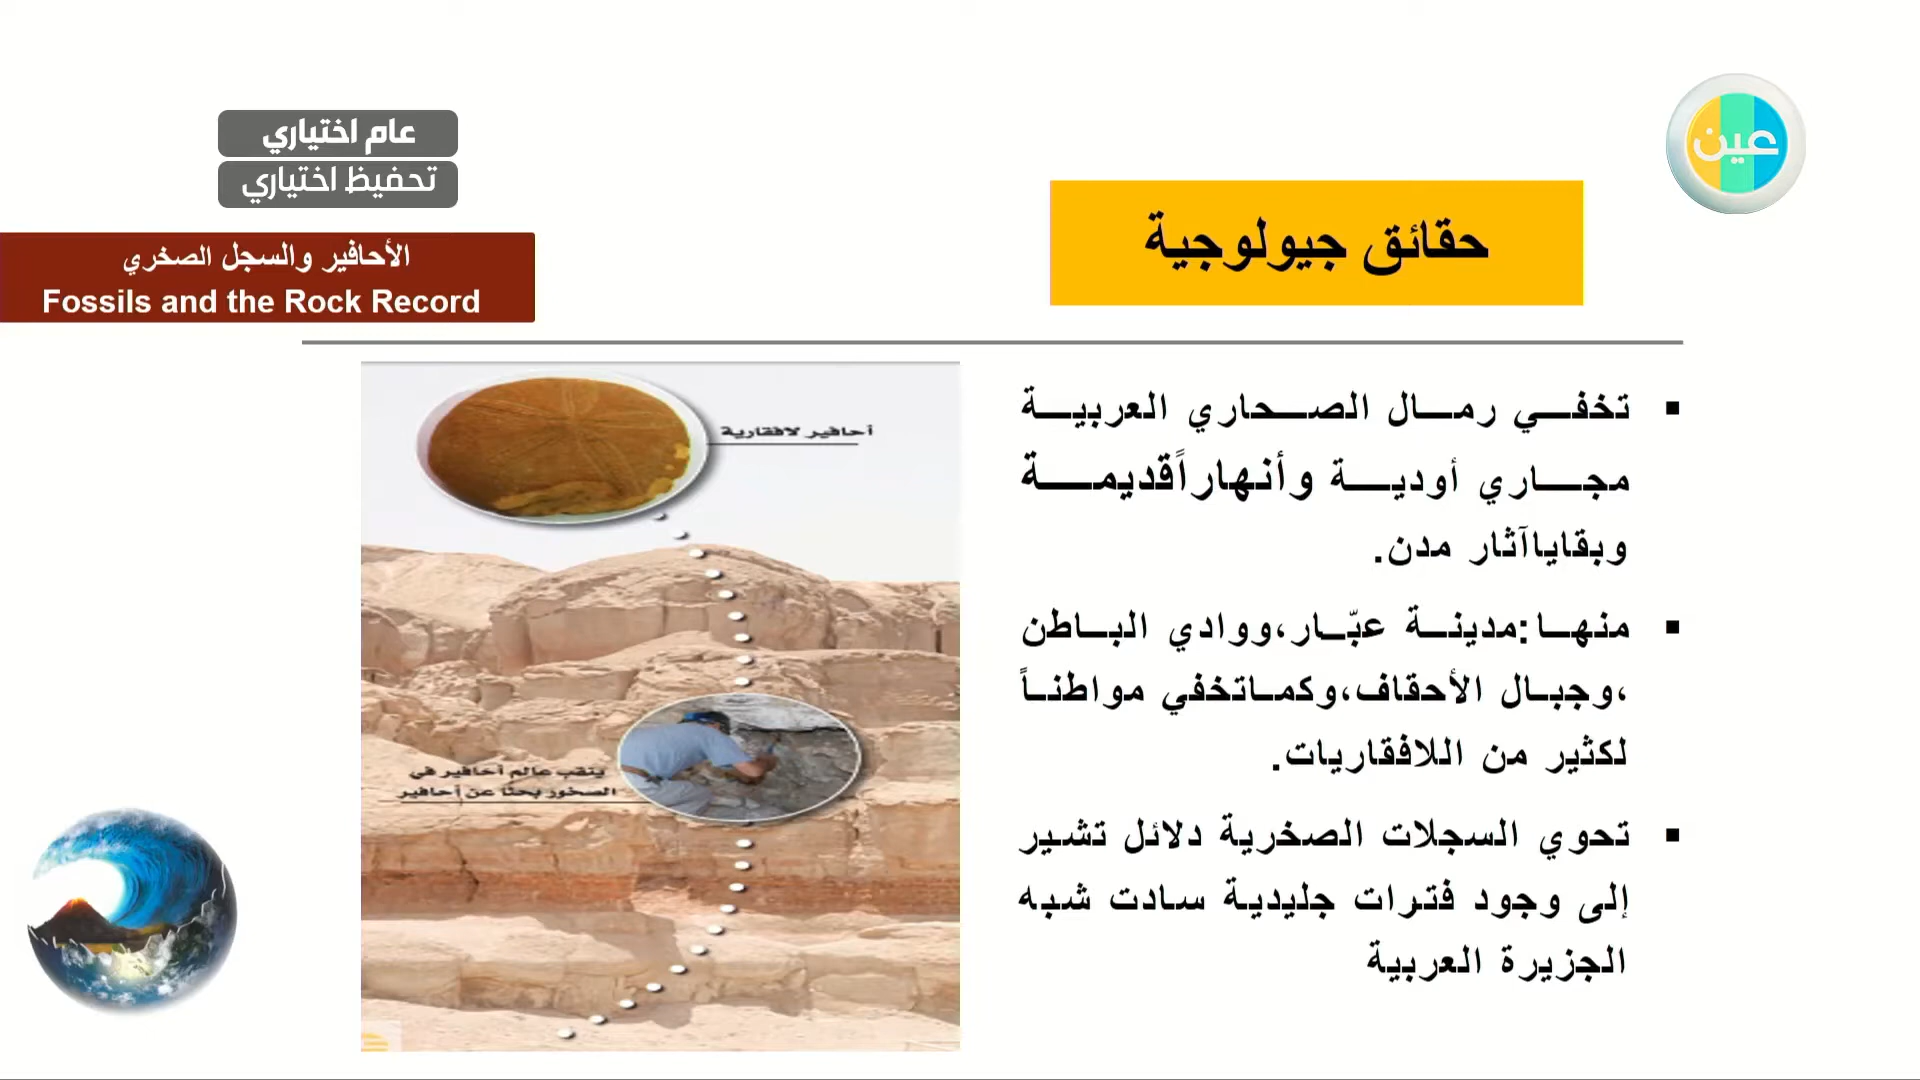 عين
عام اختياري
تحفيظ اختياري
حقائق جيولوجية
الأحافير والسجل الصخري
Fossils and the Rock Record
▪ تخفي رمال الصحاري العربية
مجاري أودية وأنهاراًقديمة
وبقاياآثار مدن.
▪ منها:مدينة عبّار،ووادي الباطن
،وجبال الأحقاف،وكماتخفي مواطناً
لكثير من اللافقاريات.
▪ تحوي السجلات الصخرية دلائل تشير
إلى وجود فترات جليدية سادت شبه
الجزيرة العربية
أحافير لافقارية
ينقب عالم أحافير في
الصخور بحثًا عن أحافير